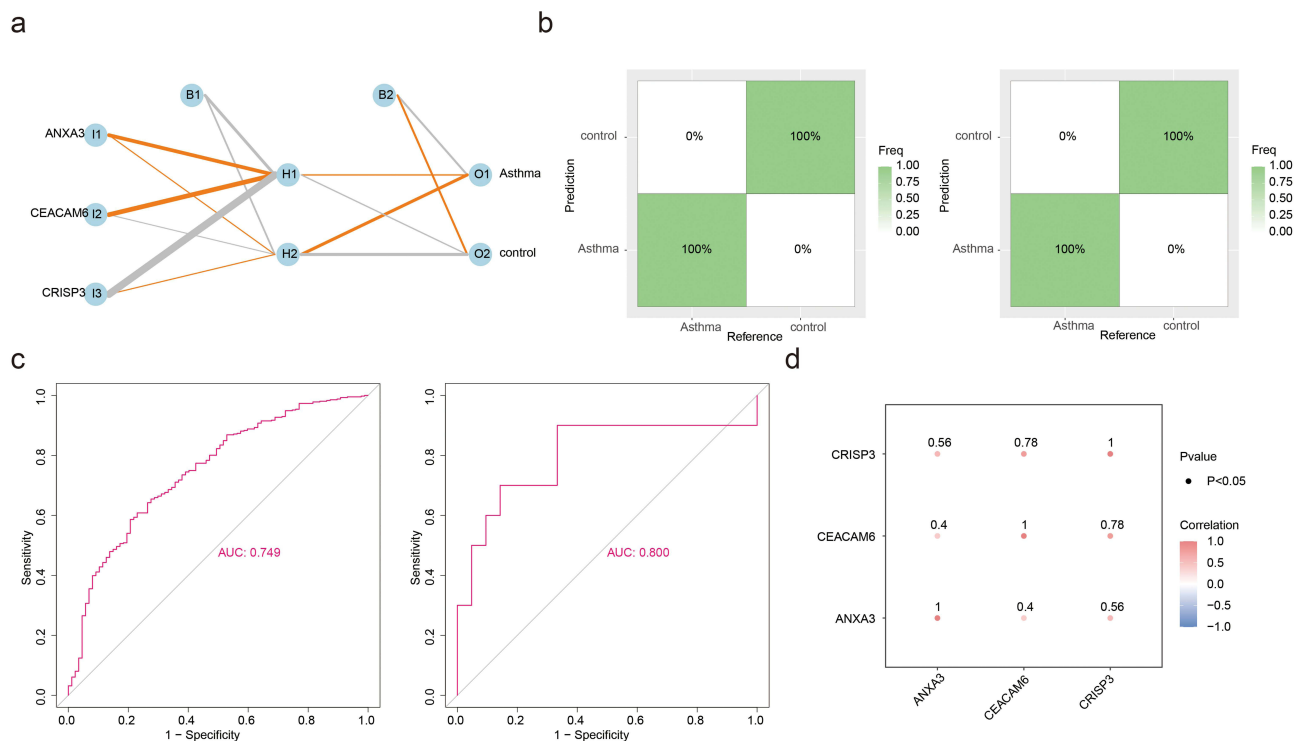 a
B1
B2
ANXA3 I1
H1
O1 Asthma
CEACAM6 I2
H2
O2 control
CRISP3 I3
b
control
Asthma
Prediction
0%
100%
100%
0%
Asthma
control
Reference
Freq
1.00
0.75
0.50
0.25
0.00
control
Asthma
Prediction
0%
100%
100%
0%
Asthma
control
Reference
Freq
1.00
0.75
0.50
0.25
0.00
c
Sensitivity
1.0
0.8
0.6
0.4
0.2
0.0
AUC: 0.749
0.0 0.2 0.4 0.6 0.8 1.0
1 − Specificity
Sensitivity
1.0
0.8
0.6
0.4
0.2
0.0
AUC: 0.800
0.0 0.2 0.4 0.6 0.8 1.0
1 − Specificity
d
CRISP3 0.56 0.78 1
CEACAM6 0.4 1 0.78
ANXA3 1 0.4 0.56
ANXA3 CEACAM6 CRISP3
Pvalue
P<0.05
Correlation
1.0
0.5
0.0
−0.5
−1.0